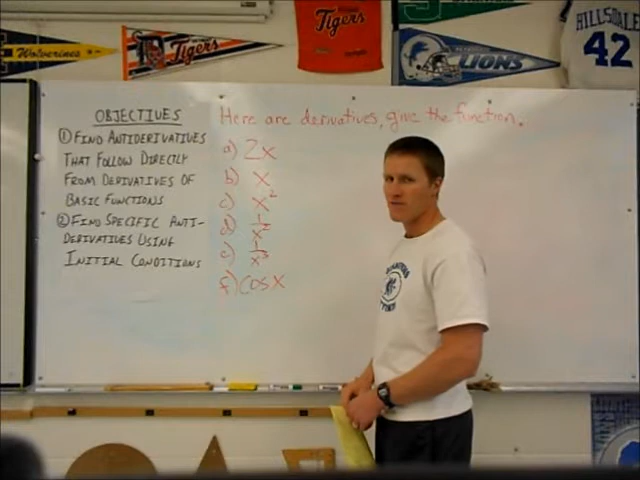 Wolverines
Tigers
Tigers
LIONS
HILLSDALE
42
OBJECTIVES
① FIND ANTIDERIVATIVES
THAT FOLLOW DIRECTLY
FROM DERIVATIVES OF
BASIC FUNCTIONS
② FIND SPECIFIC ANTI-
DERIVATIVES USING
INITIAL CONDITIONS
Here are derivatives, give the function.
a) 2x
b) x
c) x²
d) 1/x²
e) 1/x³
f) cosx